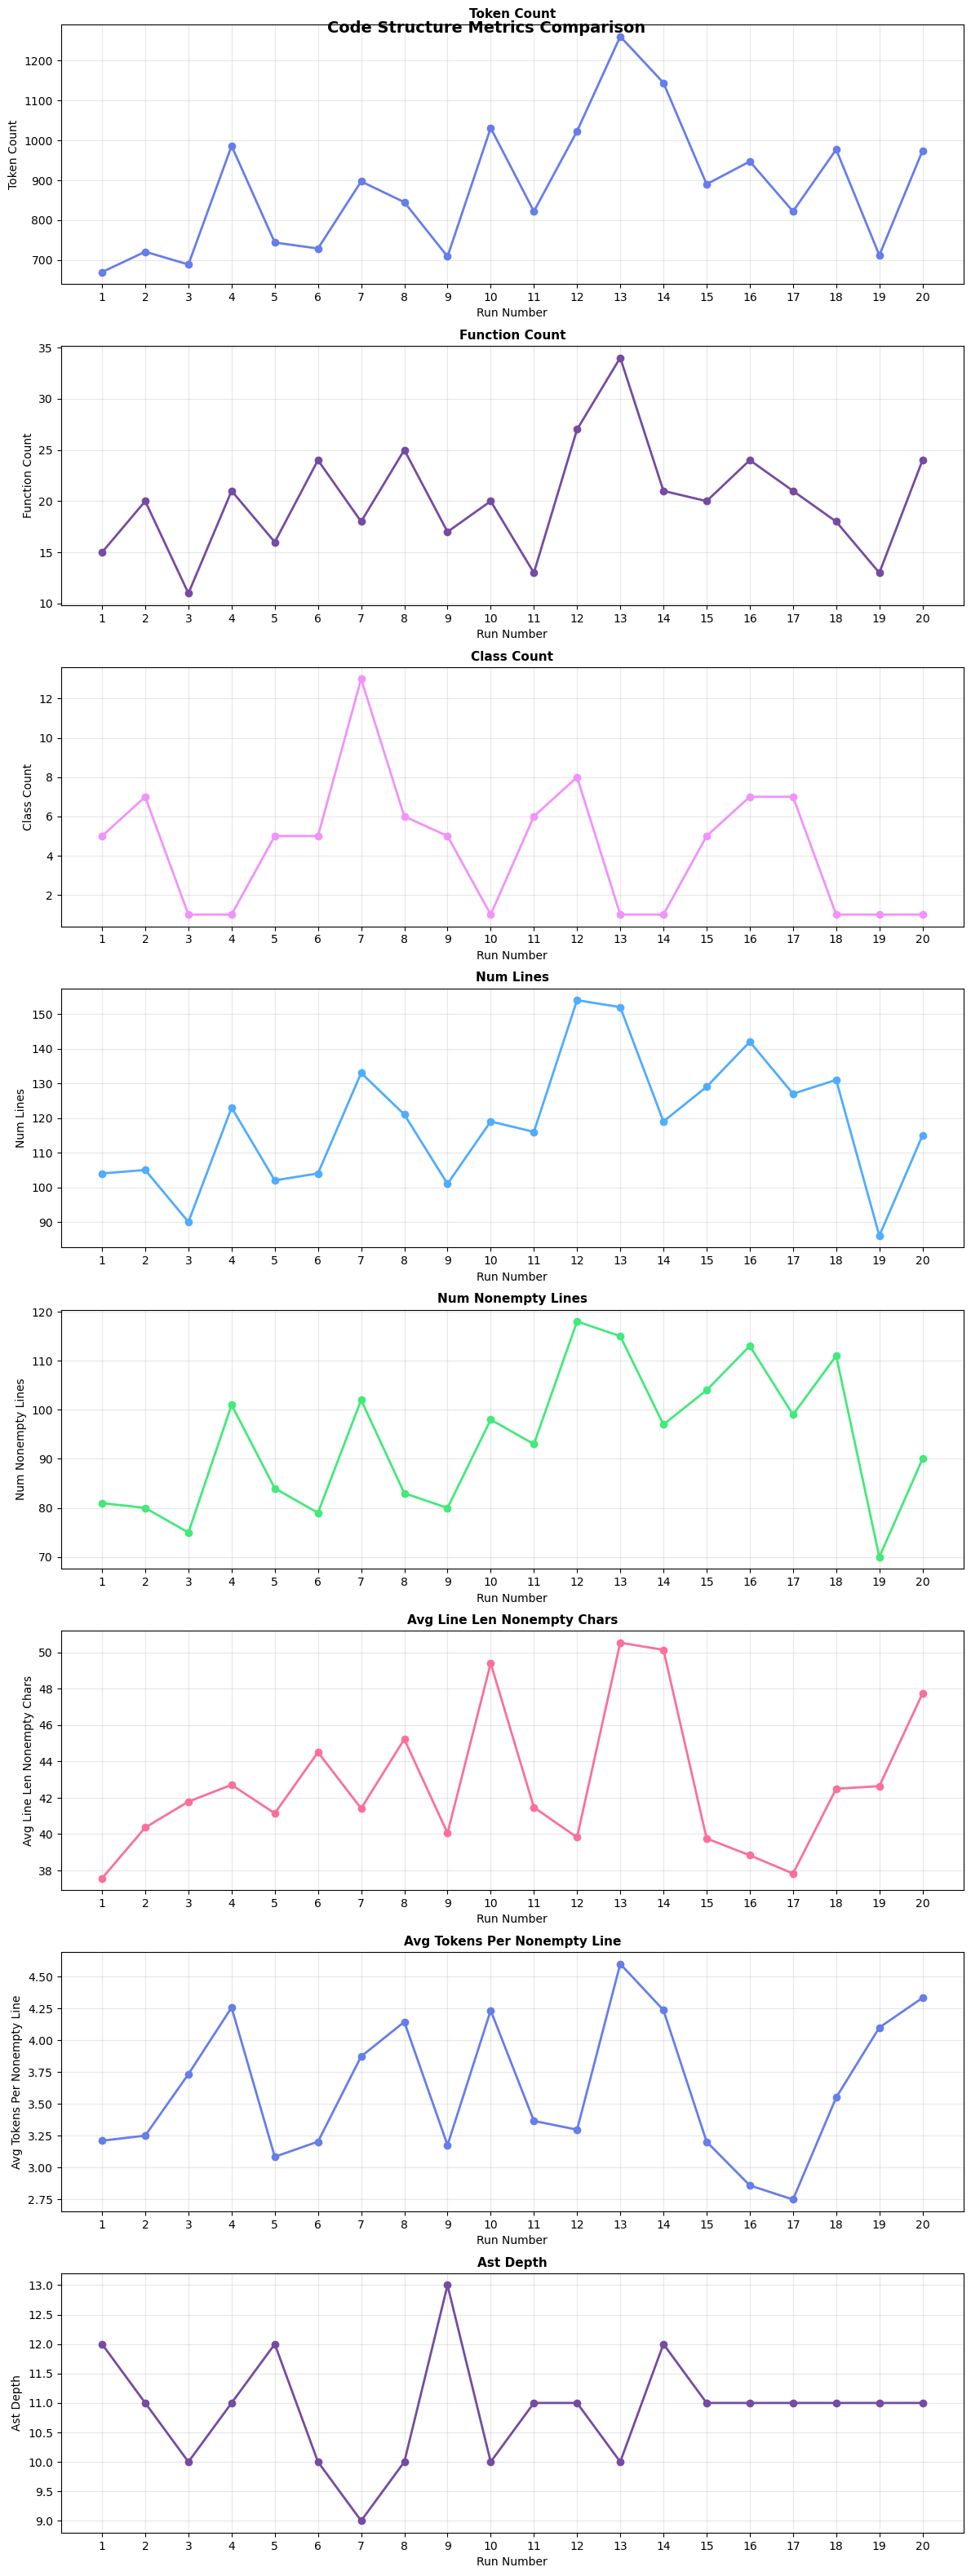 Token Count
Code Structure Metrics Comparison
Token Count
1200
1100
1000
900
800
700
1 2 3 4 5 6 7 8 9 10 11 12 13 14 15 16 17 18 19 20
Run Number
Function Count
Function Count
35
30
25
20
15
10
1 2 3 4 5 6 7 8 9 10 11 12 13 14 15 16 17 18 19 20
Run Number
Class Count
Class Count
12
10
8
6
4
2
1 2 3 4 5 6 7 8 9 10 11 12 13 14 15 16 17 18 19 20
Run Number
Num Lines
Num Lines
150
140
130
120
110
100
90
1 2 3 4 5 6 7 8 9 10 11 12 13 14 15 16 17 18 19 20
Run Number
Num Nonempty Lines
Num Nonempty Lines
120
110
100
90
80
70
1 2 3 4 5 6 7 8 9 10 11 12 13 14 15 16 17 18 19 20
Run Number
Avg Line Len Nonempty Chars
Avg Line Len Nonempty Chars
50
48
46
44
42
40
38
1 2 3 4 5 6 7 8 9 10 11 12 13 14 15 16 17 18 19 20
Run Number
Avg Tokens Per Nonempty Line
Avg Tokens Per Nonempty Line
4.50
4.25
4.00
3.75
3.50
3.25
3.00
2.75
1 2 3 4 5 6 7 8 9 10 11 12 13 14 15 16 17 18 19 20
Run Number
Ast Depth
Ast Depth
13.0
12.5
12.0
11.5
11.0
10.5
10.0
9.5
9.0
1 2 3 4 5 6 7 8 9 10 11 12 13 14 15 16 17 18 19 20
Run Number